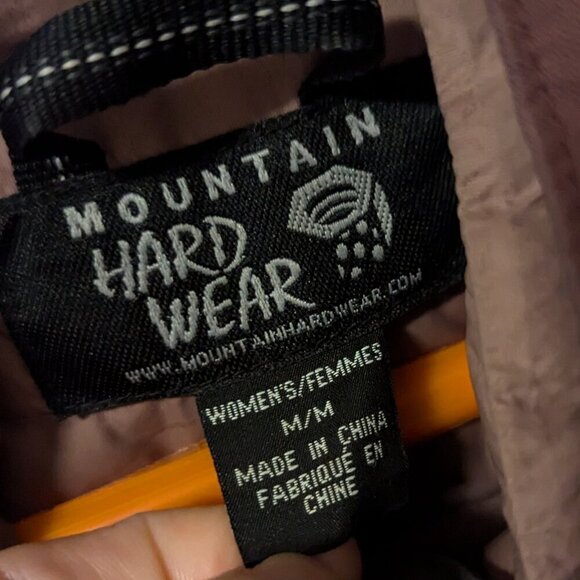 MOUNTAIN
HARD
WEAR
WWW.MOUNTAINHARDWEAR.COM
WOMEN'S/FEMMES
M/M
MADE IN CHINA
FABRIQUÉ EN
CHINE